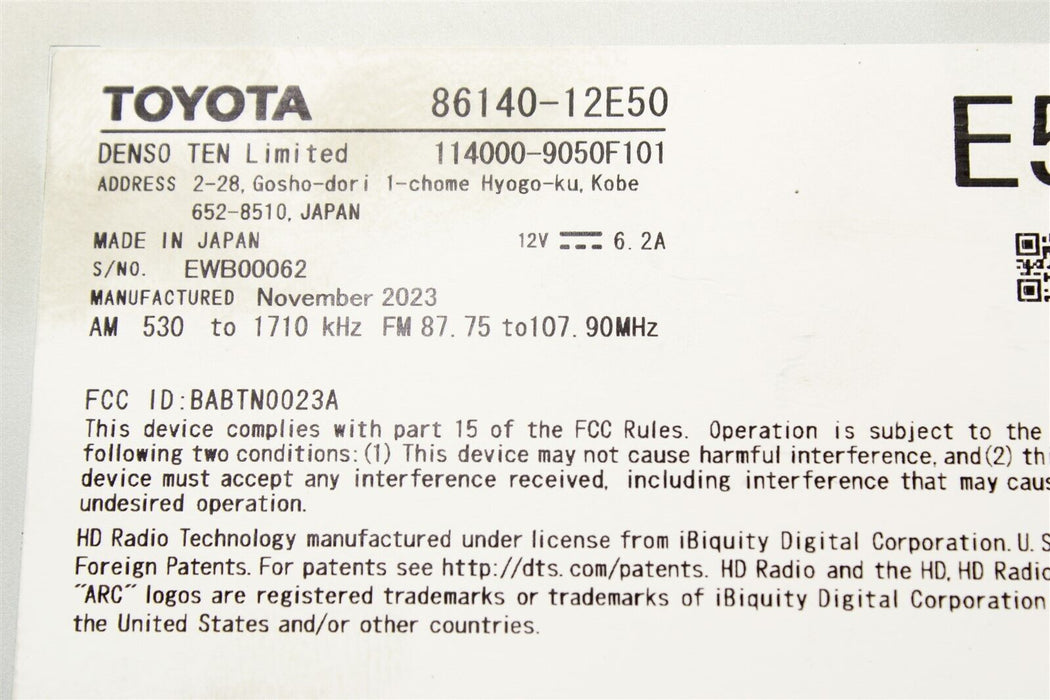 TOYOTA 86140-12E50
DENSO TEN Limited 114000-9050F101
ADDRESS 2-28, Gosho-dori 1-chome Hyogo-ku, Kobe
652-8510, JAPAN
MADE IN JAPAN 12V 6.2A
S/NO. EWB00062
MANUFACTURED November 2023
AM 530 to 1710 kHz FM 87.75 to107.90MHz
FCC ID:BABTN0023A
This device complies with part 15 of the FCC Rules. Operation is subject to the
following two conditions:(1) This device may not cause harmful interference, and(2) th
device must accept any interference received, including interference that may caus
undesired operation.
HD Radio Technology manufactured under license from iBiquity Digital Corporation. U. S
Foreign Patents. For patents see http://dts.com/patents. HD Radio and the HD, HD Radio
"ARC" logos are registered trademarks or trademarks of iBiquity Digital Corporation
the United States and/or other countries.
E5